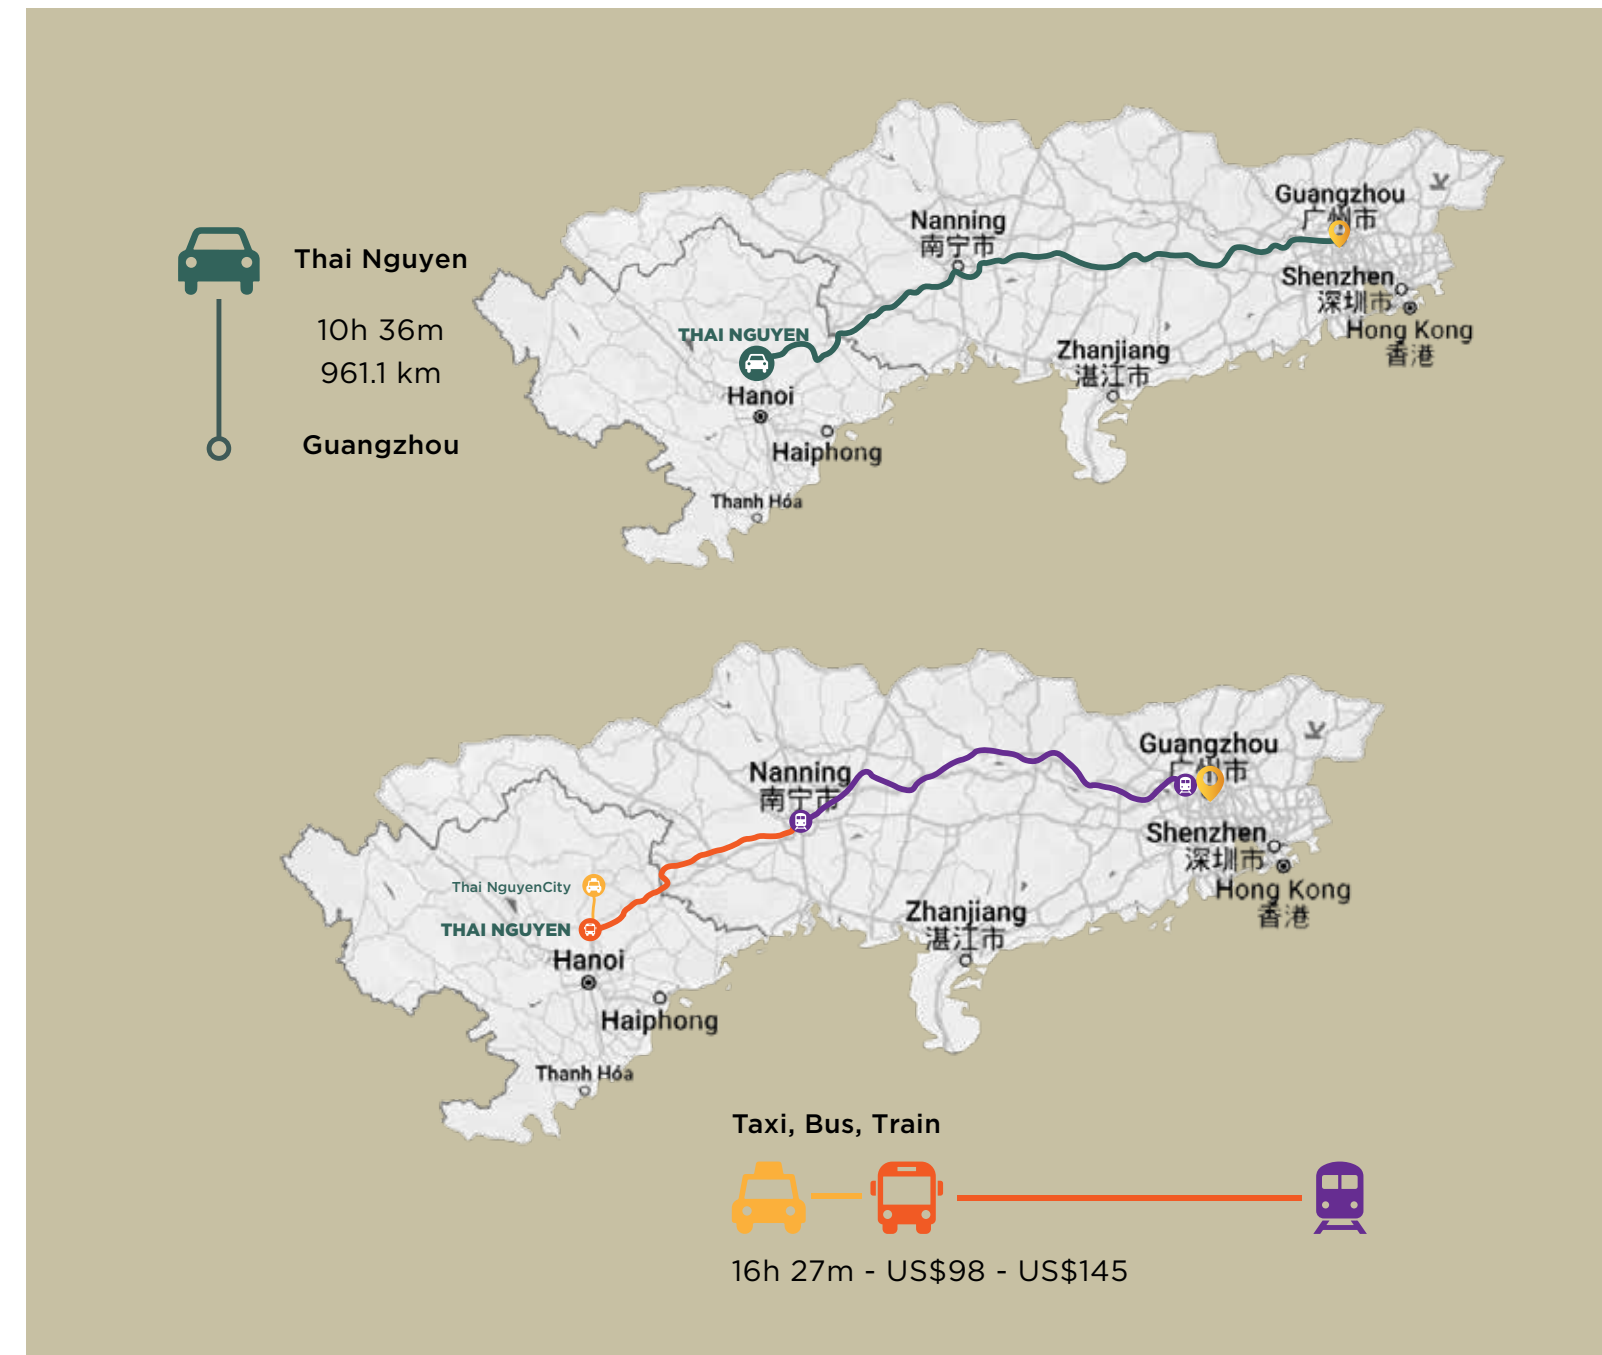 Thai Nguyen
10h 36m
961.1 km
Guangzhou
Guangzhou
广州市
Nanning
南宁市
Shenzhen
深圳市
Hong Kong
香港
THAI NGUYEN
Zhanjiang
湛江市
Hanoi
Haiphong
Thanh Hóa
Guangzhou
广州市
Nanning
南宁市
Shenzhen
深圳市
Hong Kong
香港
Thai NguyenCity
THAI NGUYEN
Zhanjiang
湛江市
Hanoi
Haiphong
Thanh Hóa
Taxi, Bus, Train
16h 27m - US$98 - US$145